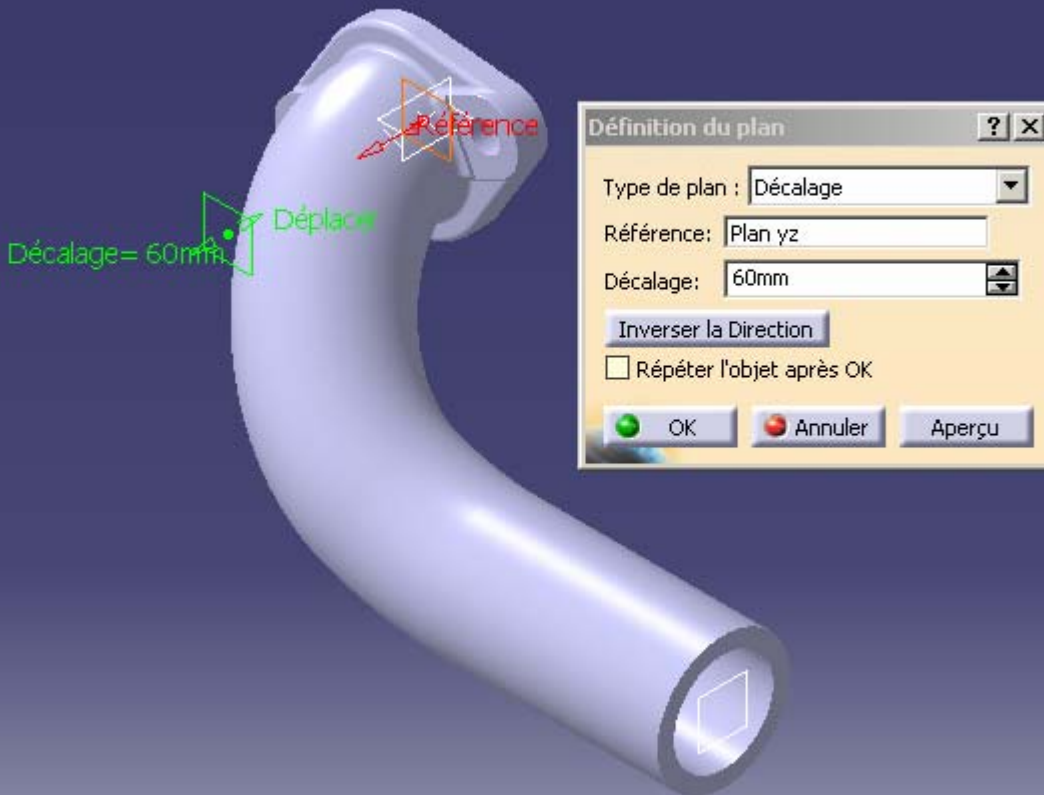 Référence
Déplacer
Décalage= 60mm
Définition du plan
Type de plan : Décalage
Référence: Plan yz
Décalage: 60mm
Inverser la Direction
Répéter l'objet après OK
OK Annuler Aperçu